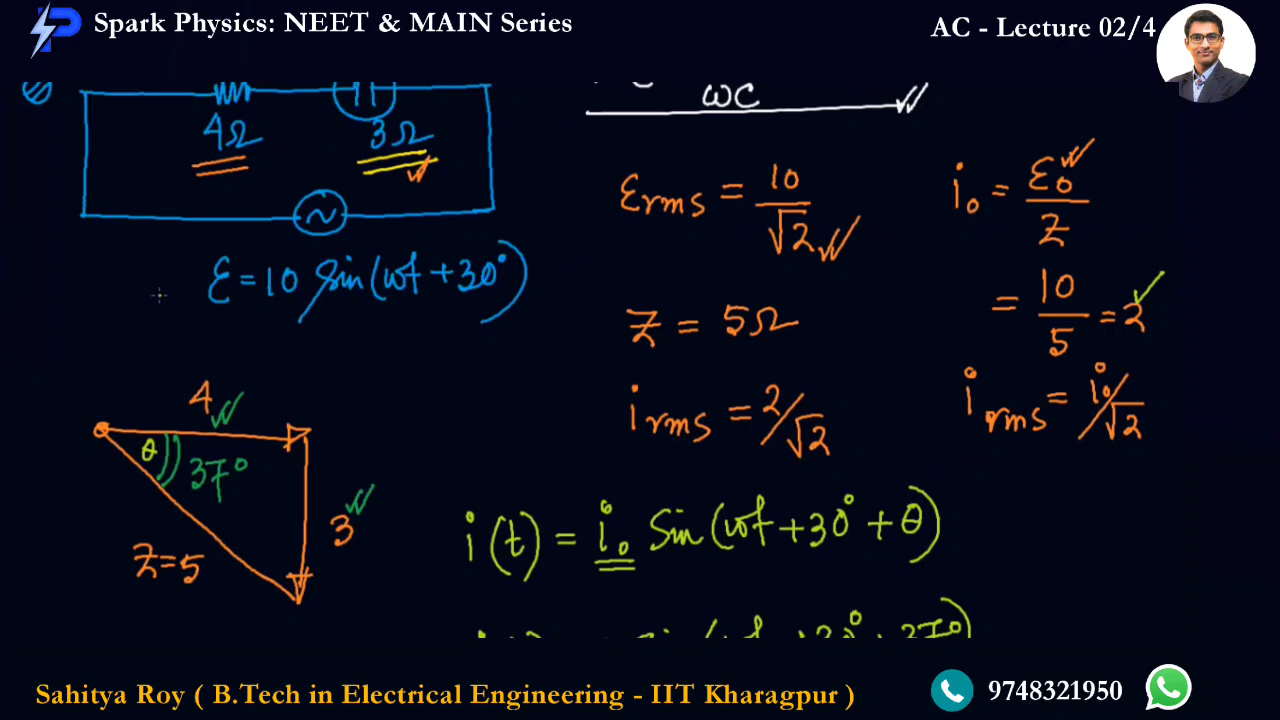 Spark Physics: NEET & MAIN Series
AC - Lecture 02/4
4Ω
3Ω
ωC
ε = 10 sin(ωt + 30°)
εrms = 10/√2
Z = 5Ω
irms = 2/√2
i₀ = ε₀/Z
= 10/5 = 2
irms = i₀/√2
4
θ
37°
3
Z=5
i(t) = i₀ Sin(ωt + 30° + θ)
Sahitya Roy ( B.Tech in Electrical Engineering - IIT Kharagpur )
9748321950